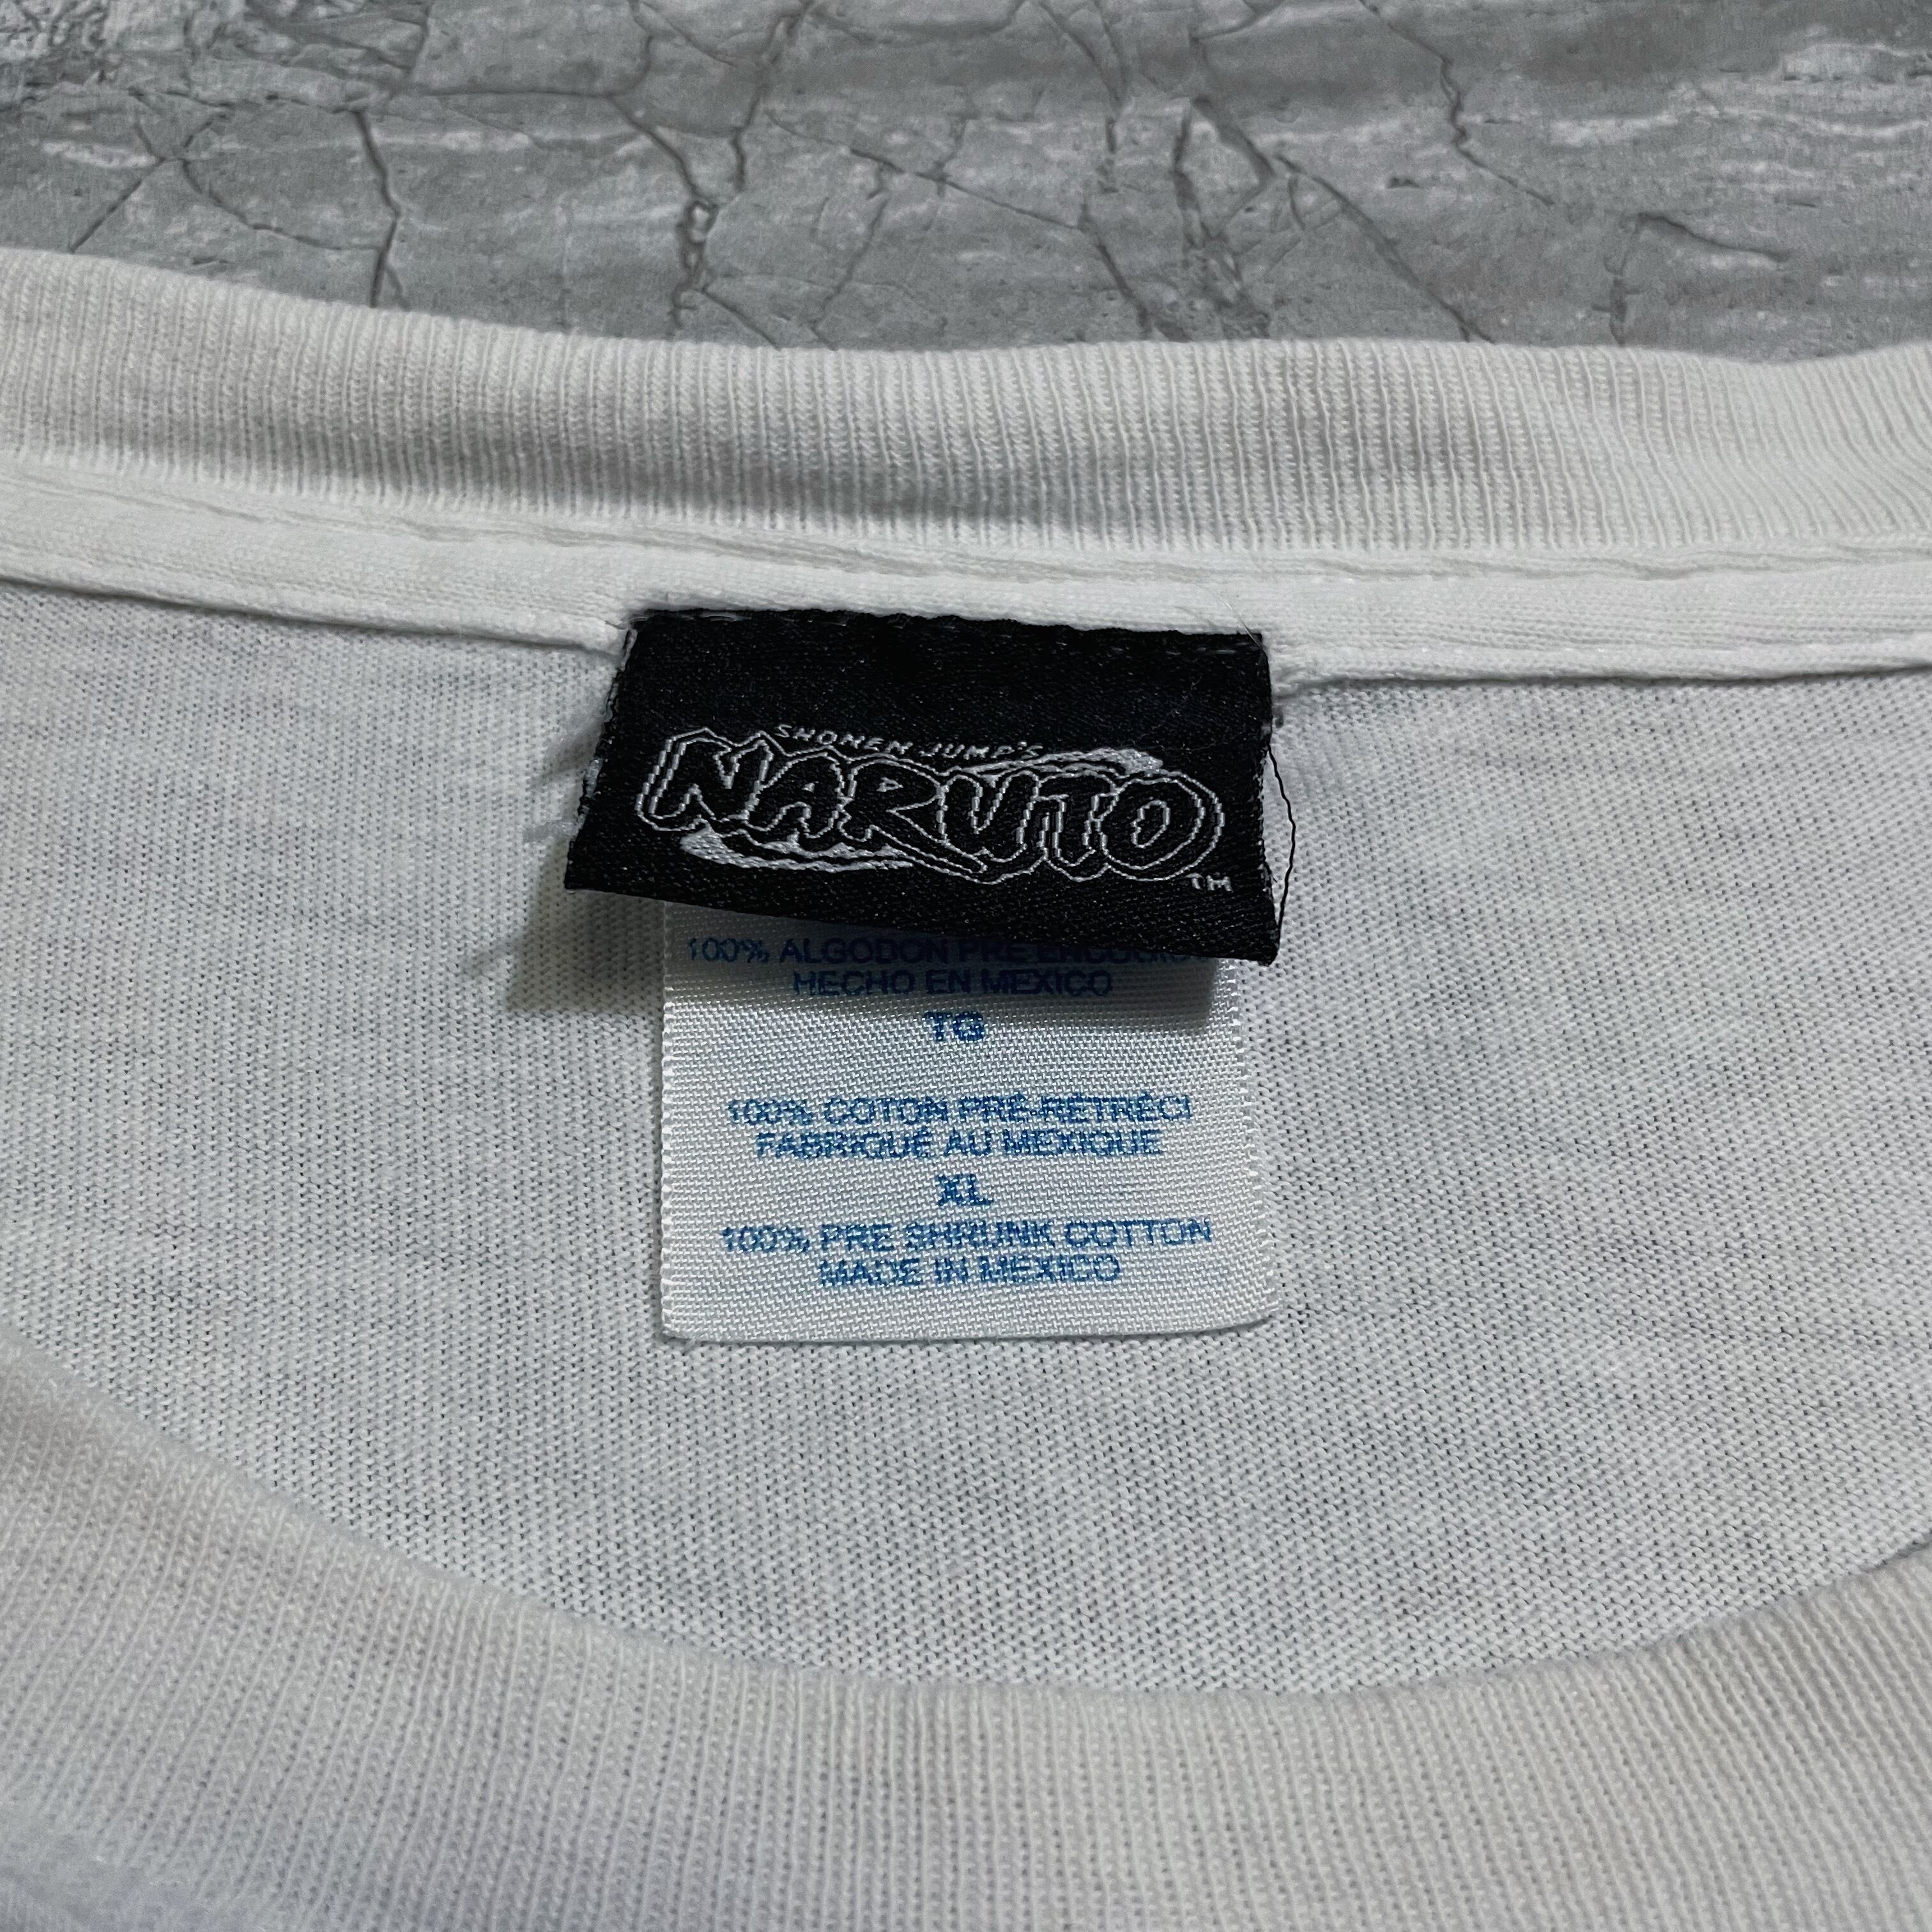 SHONEN JUMP'S
NARUTO
TM
100% ALGODON PRE ENCOGIDO
HECHO EN MEXICO
TG
100% COTON PRÉ-RÉTRÉCI
FABRIQUÉ AU MEXIQUE
XL
100% PRE SHRUNK COTTON
MADE IN MEXICO